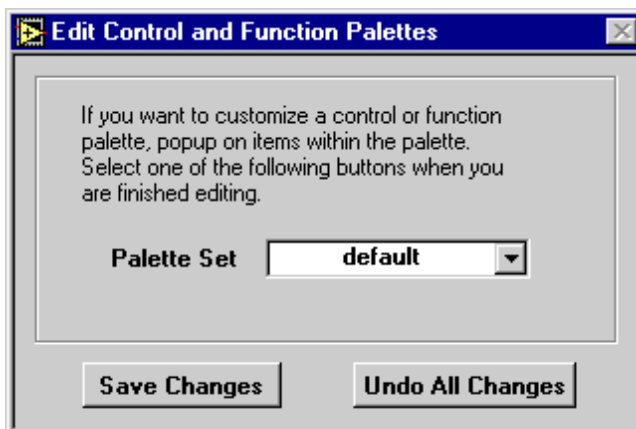 Edit Control and Function Palettes
If you want to customize a control or function
palette, popup on items within the palette.
Select one of the following buttons when you
are finished editing.
Palette Set default
Save Changes Undo All Changes